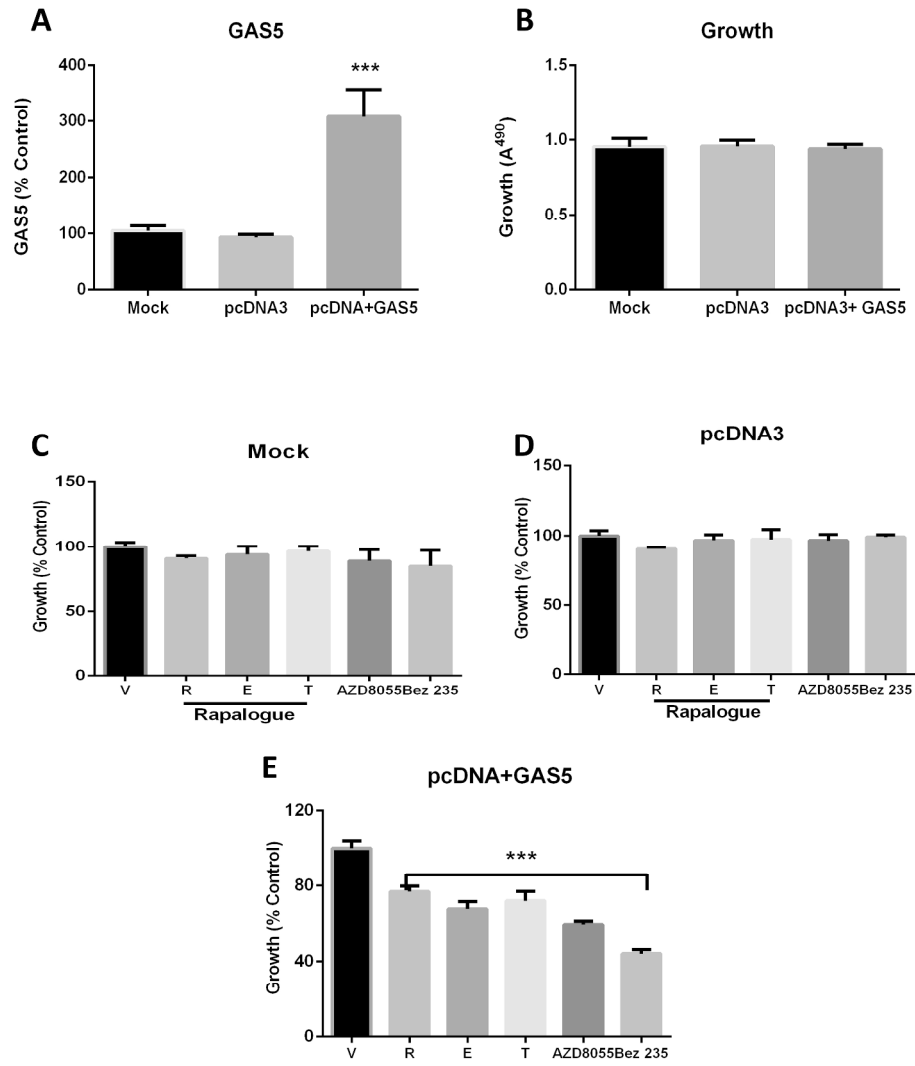 A
GAS5
GAS5 (% Control)
400
300
200
100
0
***
Mock
pcDNA3
pcDNA+GAS5
B
Growth
Growth (A490)
1.5
1.0
0.5
0.0
Mock
pcDNA3
pcDNA3+ GAS5
C
Mock
Growth (% Control)
150
100
50
0
V
R
E
T
AZD8055
Bez 235
Rapalogue
D
pcDNA3
Growth (% Control)
150
100
50
0
V
R
E
T
AZD8055
Bez 235
Rapalogue
E
pcDNA+GAS5
Growth (% Control)
120
80
40
0
***
V
R
E
T
AZD8055
Bez 235